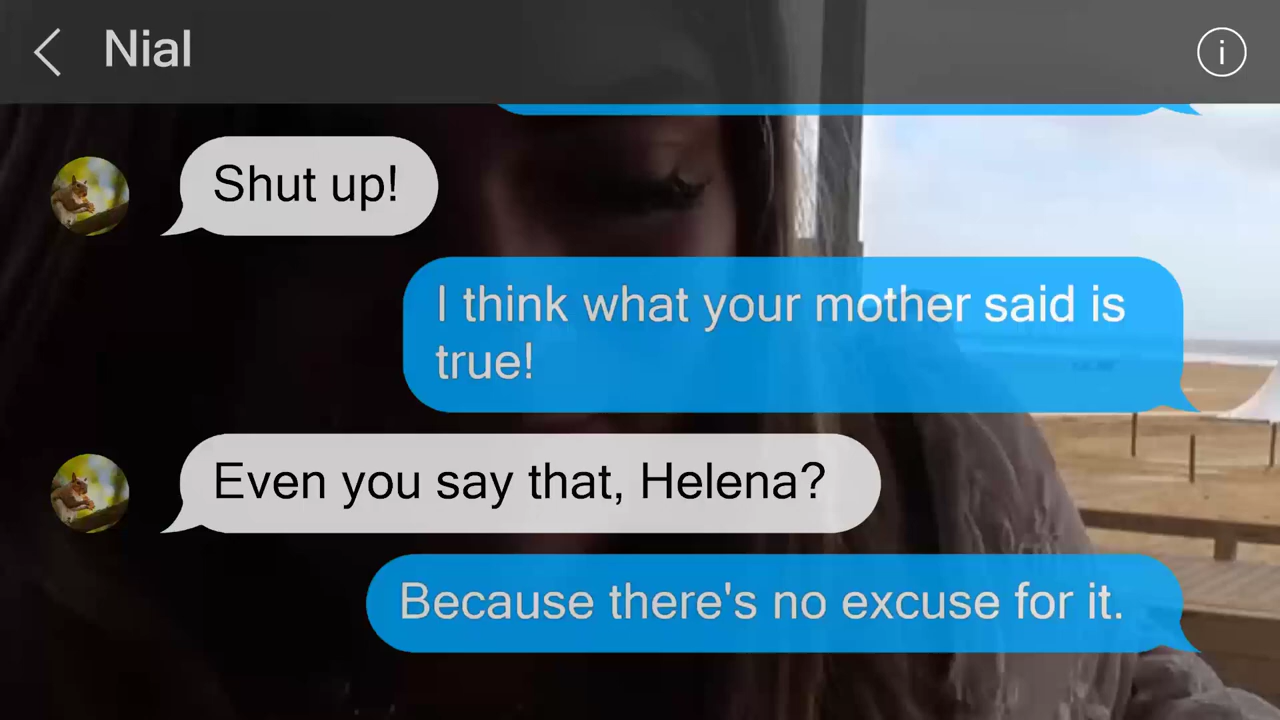 Nial
Shut up!
I think what your mother said is
true!
Even you say that, Helena?
Because there's no excuse for it.